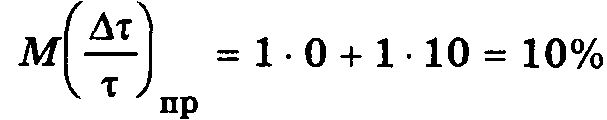 M(Δτ/τ)пр = 1 · 0 + 1 · 10 = 10%